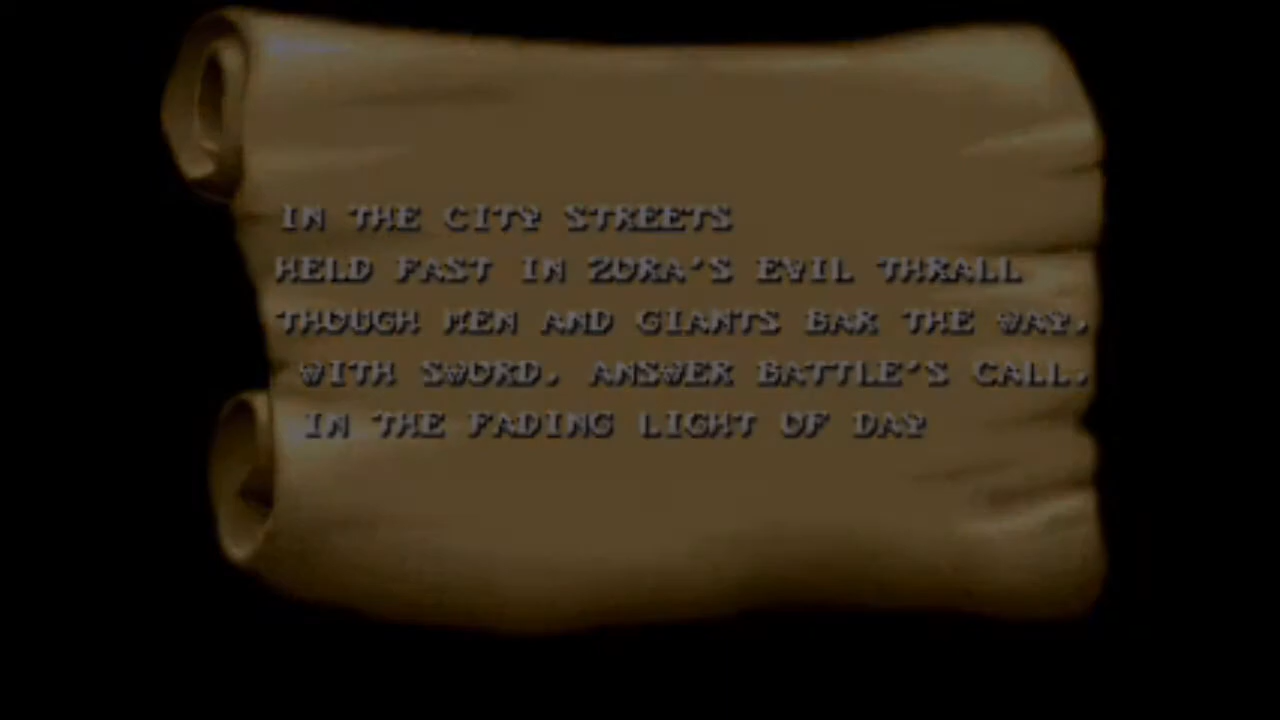 IN THE CITY STREETS
HELD FAST IN ZORA'S EVIL THRALL
THOUGH MEN AND GIANTS BAR THE WAY,
WITH SWORD, ANSWER BATTLE'S CALL,
IN THE FADING LIGHT OF DAY